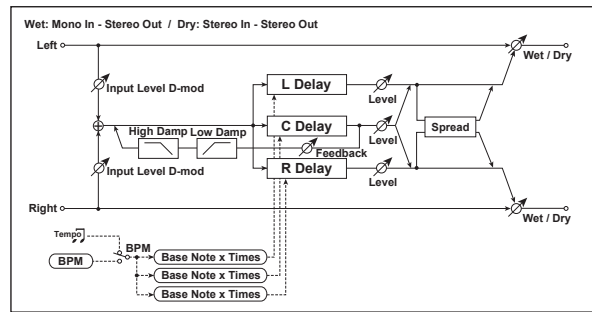 Wet: Mono In - Stereo Out / Dry: Stereo In - Stereo Out
Left
Wet / Dry
Input Level D-mod
L Delay
Level
High Damp
Low Damp
C Delay
Level
Spread
Feedback
Input Level D-mod
R Delay
Level
Right
Wet / Dry
Tempo
BPM
BPM
Base Note x Times
Base Note x Times
Base Note x Times